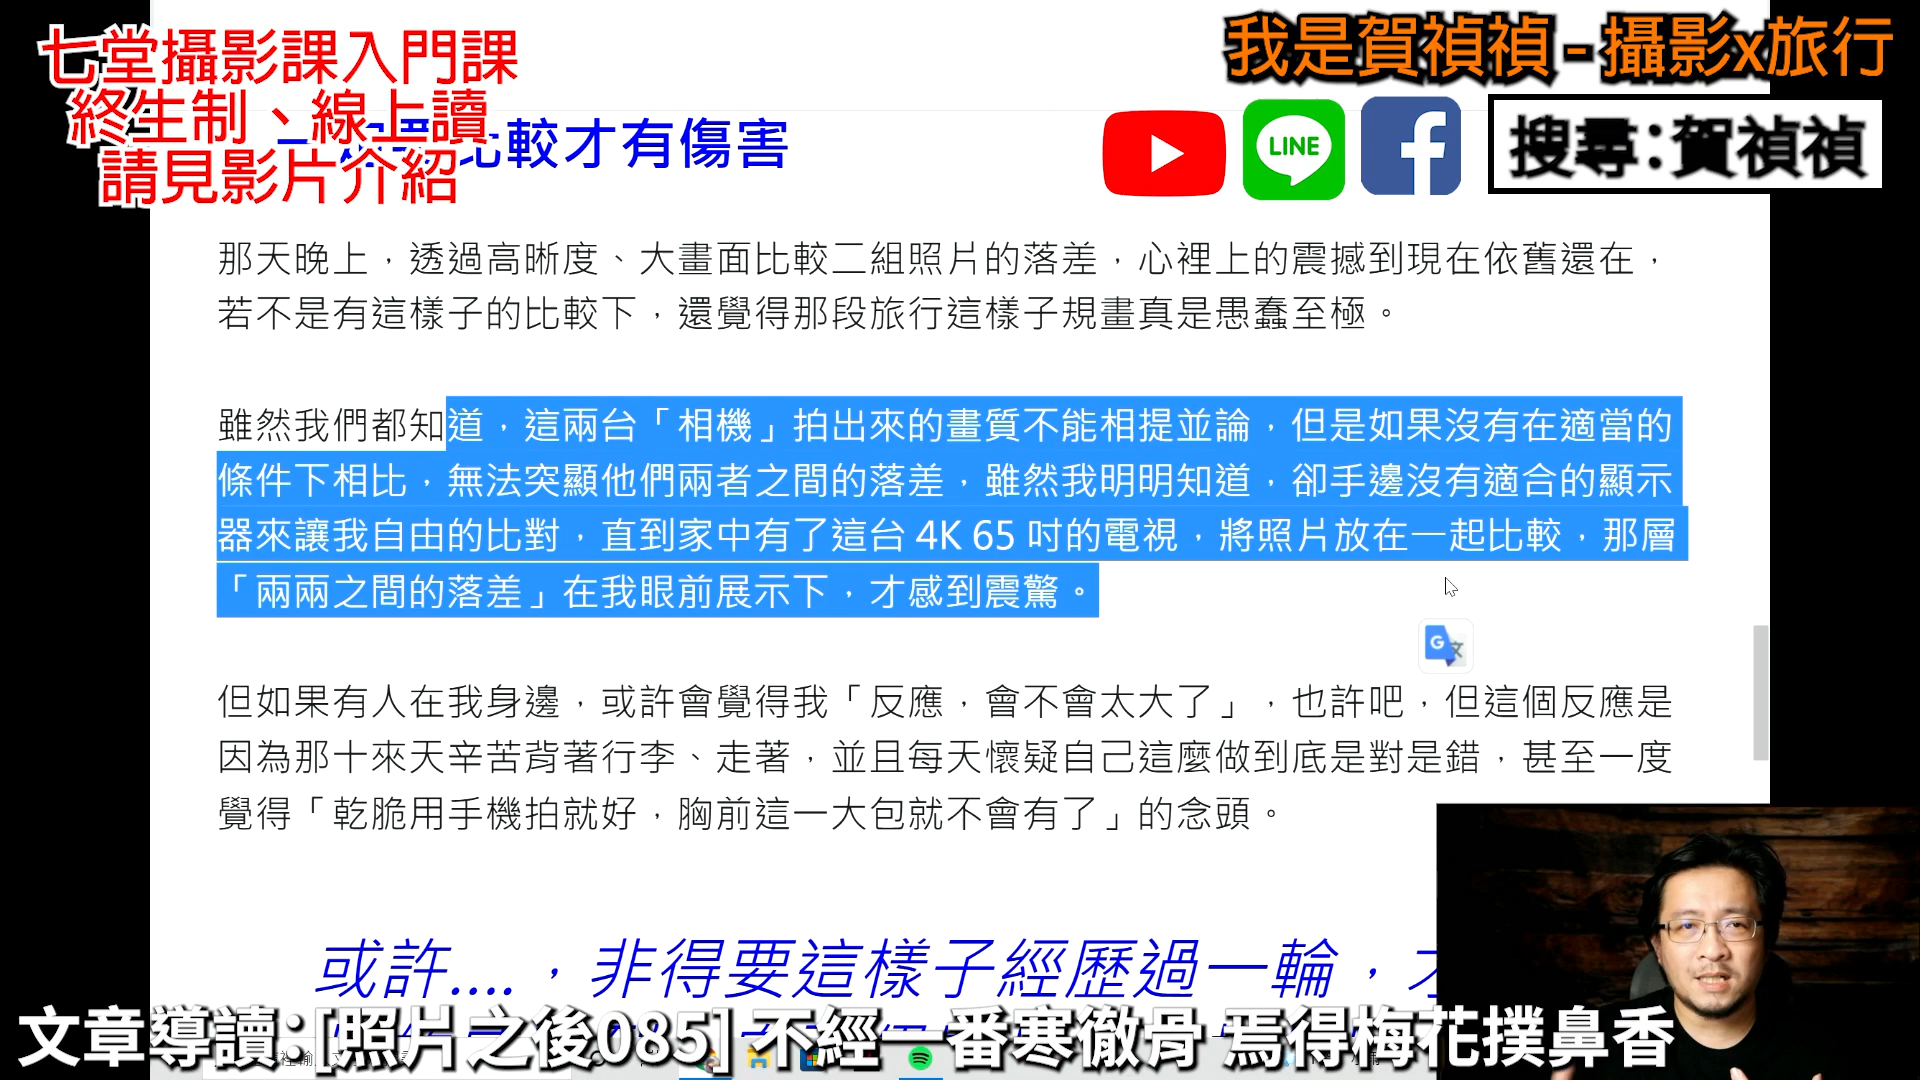 七堂攝影課入門課
終生制、線上讀
請見影片介紹
我是賀禎禎-攝影x旅行
LINE
搜尋:賀禎禎
比較才有傷害
那天晚上，透過高晰度、大畫面比較二組照片的落差，心裡上的震撼到現在依舊還在，
若不是有這樣子的比較下，還覺得那段旅行這樣子規畫真是愚蠢至極。
雖然我們都知道，這兩台「相機」拍出來的畫質不能相提並論，但是如果沒有在適當的
條件下相比，無法突顯他們兩者之間的落差，雖然我明明知道，卻手邊沒有適合的顯示
器來讓我自由的比對，直到家中有了這台 4K 65 吋的電視，將照片放在一起比較，那層
「兩兩之間的落差」在我眼前展示下，才感到震驚。
但如果有人在我身邊，或許會覺得我「反應，會不會太大了」，也許吧，但這個反應是
因為那十來天辛苦背著行李、走著，並且每天懷疑自己這麼做到底是對是錯，甚至一度
覺得「乾脆用手機拍就好，胸前這一大包就不會有了」的念頭。
或許....，非得要這樣子經歷過一輪，才
文章導讀:[照片之後085] 不經一番寒徹骨 焉得梅花撲鼻香